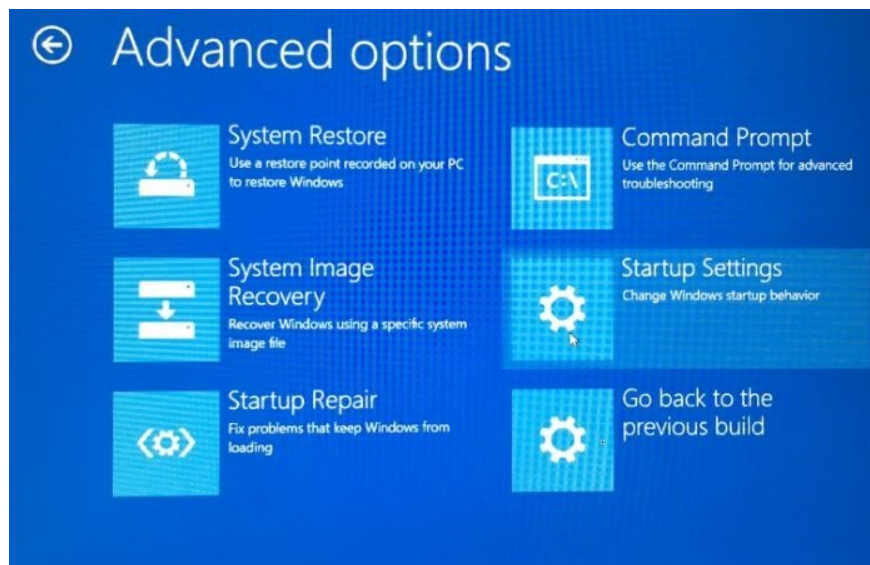 Advanced options
System Restore
Use a restore point recorded on your PC
to restore Windows
Command Prompt
Use the Command Prompt for advanced
troubleshooting
C:\
System Image
Recovery
Recover Windows using a specific system
image file
Startup Settings
Change Windows startup behavior
Startup Repair
Fix problems that keep Windows from
loading
Go back to the
previous build